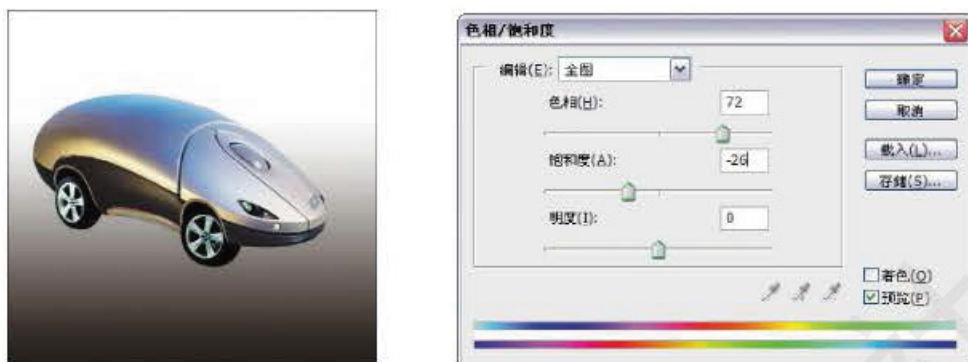 色相/饱和度
编辑(E): 全图
色相(H): 72
饱和度(A): -26
明度(I): 0
确定
取消
载入(L)...
存储(S)...
着色(O)
预览(P)